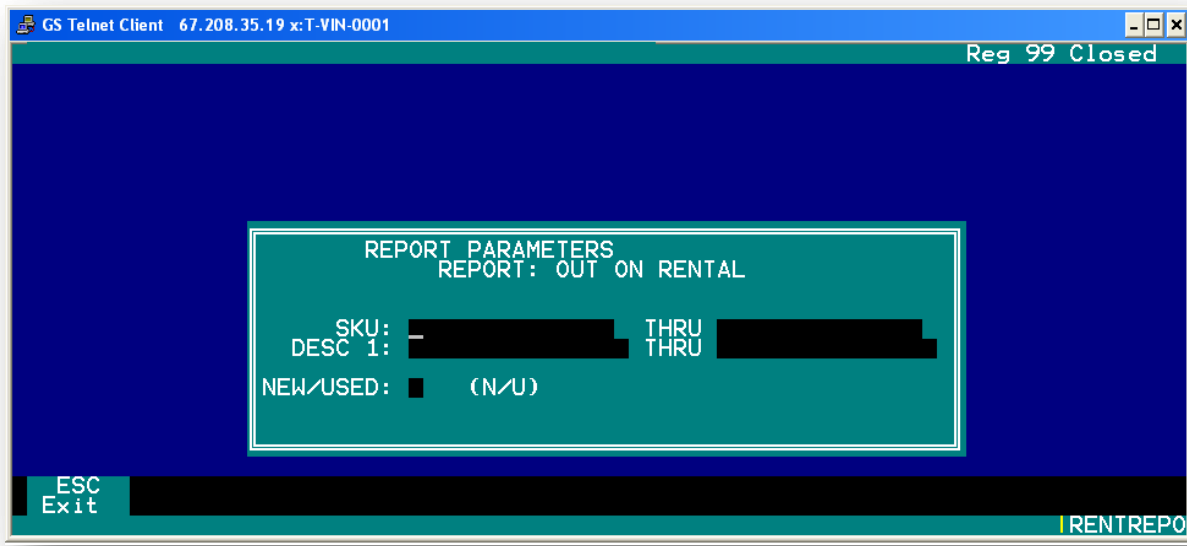 GS Telnet Client 67.208.35.19 x:T-VIN-0001
Reg 99 Closed
REPORT PARAMETERS
REPORT: OUT ON RENTAL
SKU: THRU
DESC 1: THRU
NEW/USED: (N/U)
ESC
Exit
RENTREPO